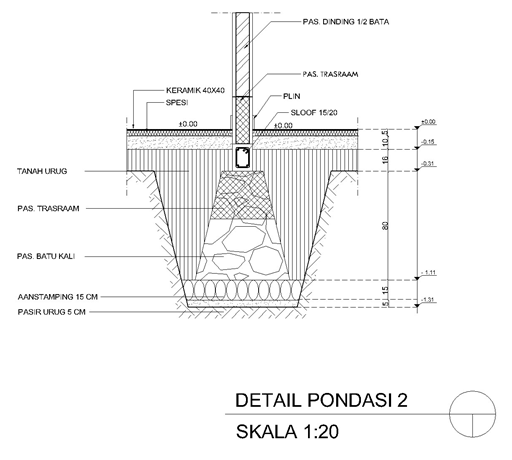 PAS. DINDING 1/2 BATA
PAS. TRASRAAM
KERAMIK 40X40
PLIN
SPESI
SLOOF 15/20
±0.00
±0.00
±0.00
5
10
-0.15
16
-0.31
TANAH URUG
PAS. TRASRAAM
80
PAS. BATU KALI
-1.11
AANSTAMPING 15 CM
15
-1.31
PASIR URUG 5 CM
5
DETAIL PONDASI 2
SKALA 1:20